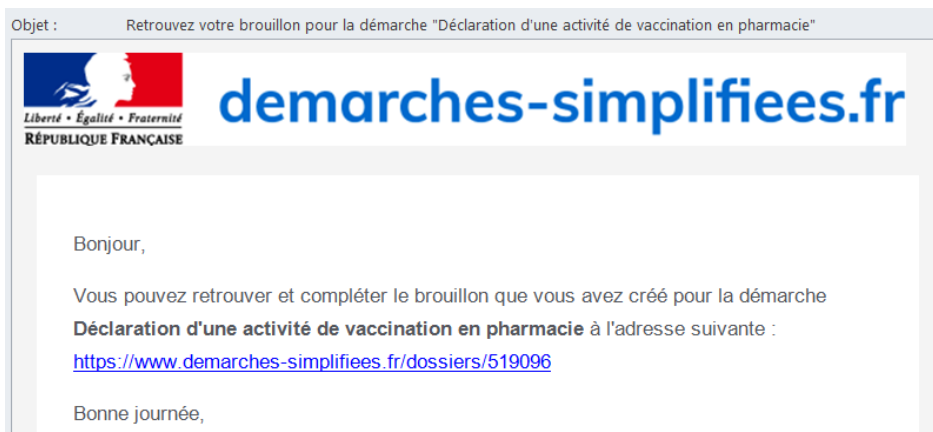 Objet : Retrouvez votre brouillon pour la démarche "Déclaration d'une activité de vaccination en pharmacie"
demarches-simplifiees.fr
Liberté • Égalité • Fraternité
RÉPUBLIQUE FRANÇAISE
Bonjour,
Vous pouvez retrouver et compléter le brouillon que vous avez créé pour la démarche
Déclaration d'une activité de vaccination en pharmacie à l'adresse suivante :
https://www.demarches-simplifiees.fr/dossiers/519096
Bonne journée,